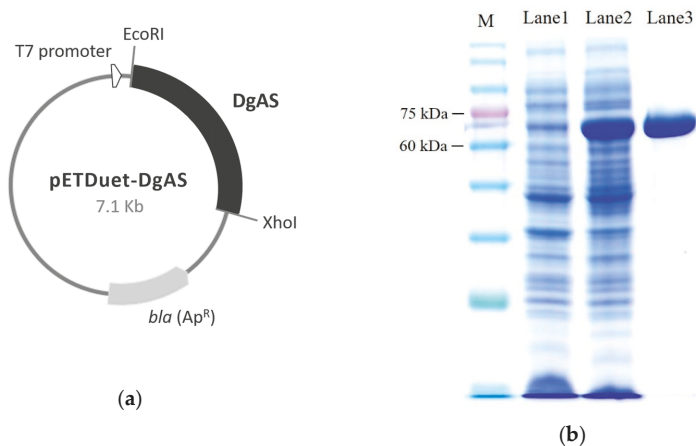 EcoRI
T7 promoter
DgAS
pETDuet-DgAS
7.1 Kb
XhoI
bla (Apᴿ)
(a)
M Lane1 Lane2 Lane3
75 kDa
60 kDa
(b)